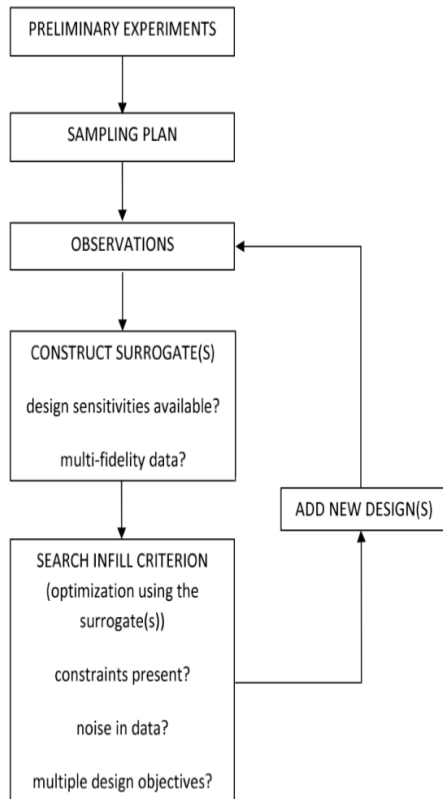 PRELIMINARY EXPERIMENTS
SAMPLING PLAN
OBSERVATIONS
CONSTRUCT SURROGATE(S)
design sensitivities available?
multi-fidelity data?
ADD NEW DESIGN(S)
SEARCH INFILL CRITERION
(optimization using the
surrogate(s))
constraints present?
noise in data?
multiple design objectives?